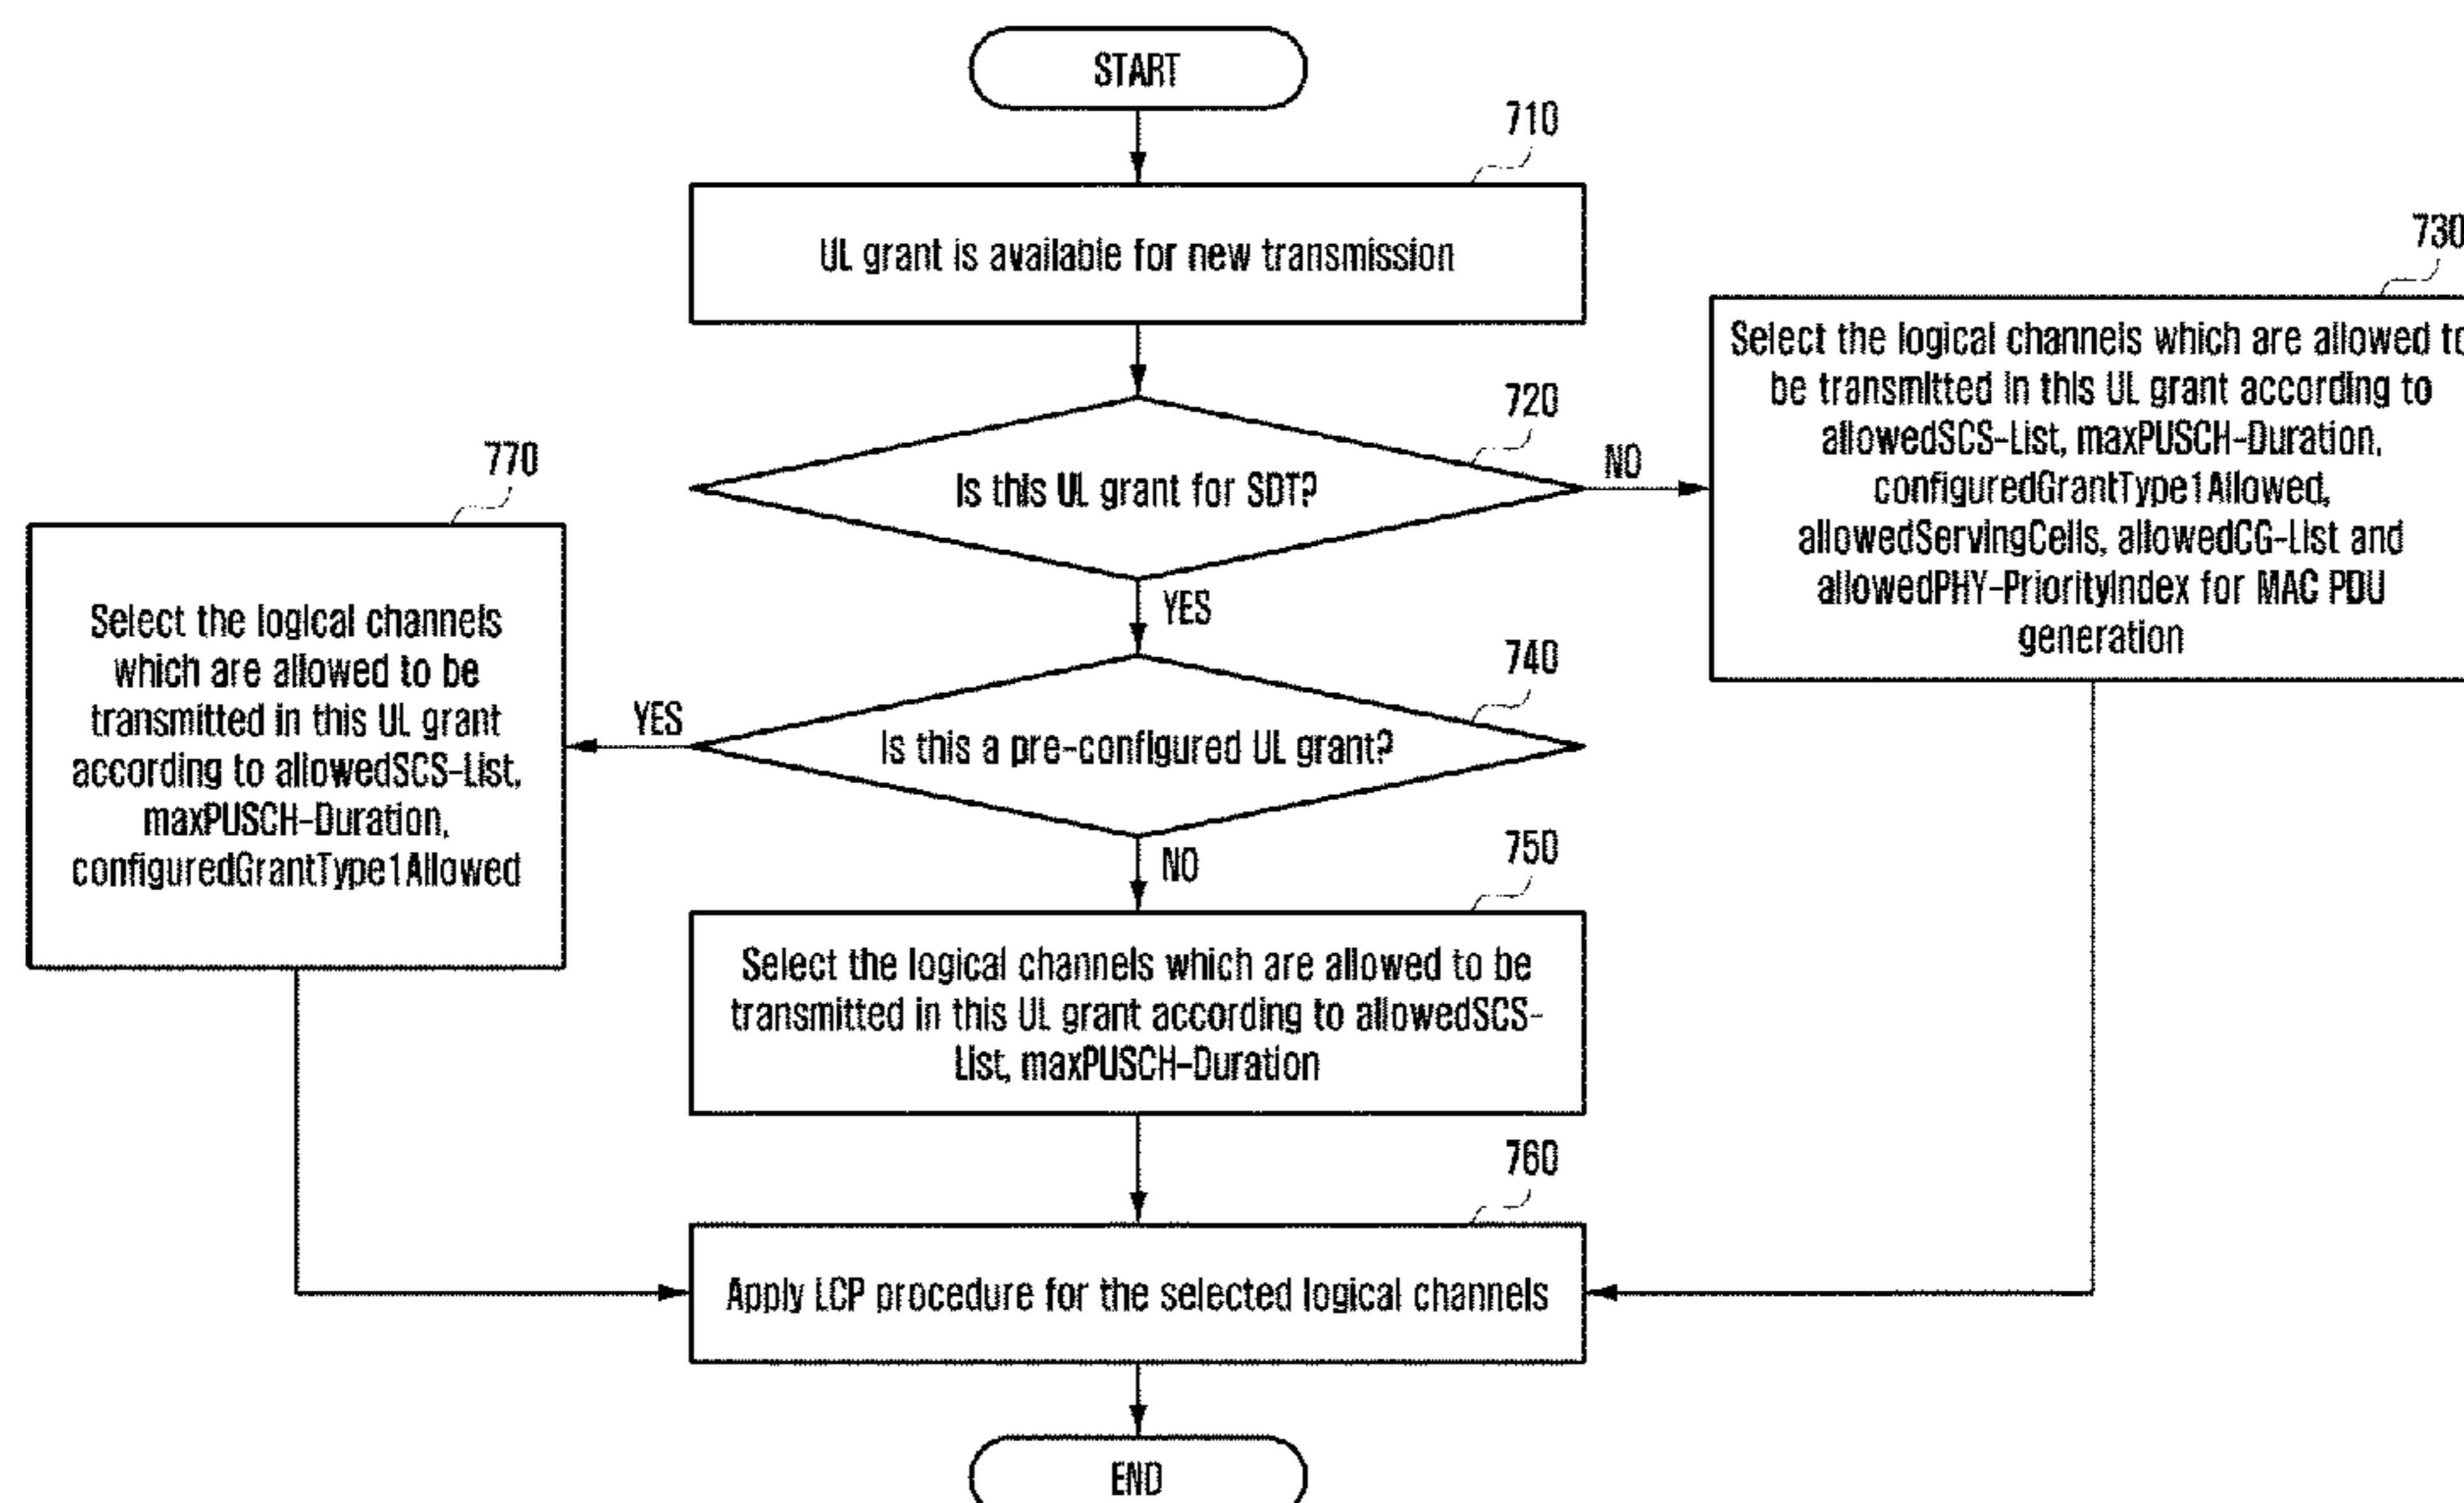 START
710
UL grant is available for new transmission
720
Is this UL grant for SDT?
NO
730
Select the logical channels which are allowed to
be transmitted in this UL grant according to
allowedSCS-List, maxPUSCH-Duration,
configuredGrantType1Allowed,
allowedServingCells, allowedCG-List and
allowedPHY-PriorityIndex for MAC PDU
generation
YES
740
Is this a pre-configured UL grant?
YES
770
Select the logical channels
which are allowed to be
transmitted in this UL grant
according to allowedSCS-List,
maxPUSCH-Duration,
configuredGrantType1Allowed
NO
750
Select the logical channels which are allowed to be
transmitted in this UL grant according to allowedSCS-
List, maxPUSCH-Duration
760
Apply LCP procedure for the selected logical channels
END